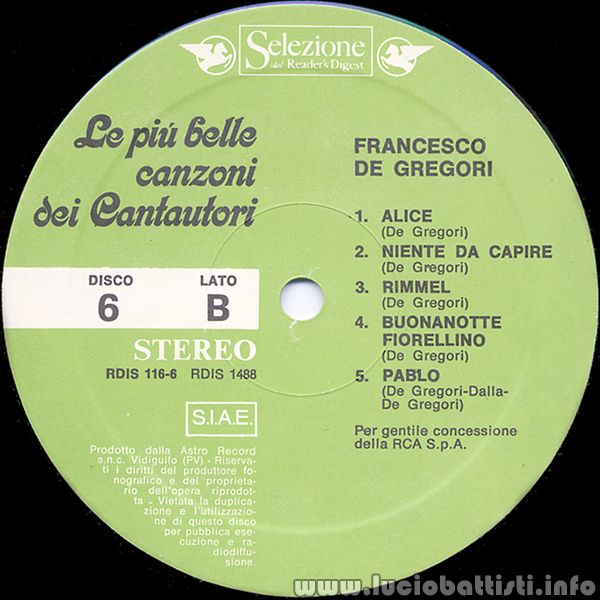 Selezione
dal Reader's Digest
Le piú belle
canzoni
dei Cantautori
DISCO LATO
6 B
STEREO
RDIS 116-6 RDIS 1488
S.I.A.E.
Prodotto dalla Astro Record
s.n.c. Vidigulfo (PV) - Riserva-
ti i diritti del produttore fo-
nografico e del proprieta-
rio dell'opera riprodot-
ta - Vietata la duplica-
zione e l'utilizzazio-
ne di questo disco
per pubblica ese-
cuzione e ra-
diodiffu-
sione.
FRANCESCO
DE GREGORI
1. ALICE
(De Gregori)
2. NIENTE DA CAPIRE
(De Gregori)
3. RIMMEL
(De Gregori)
4. BUONANOTTE
FIORELLINO
(De Gregori)
5. PABLO
(De Gregori-Dalla-
De Gregori)
Per gentile concessione
della RCA S.p.A.
www.luciobattisti.info